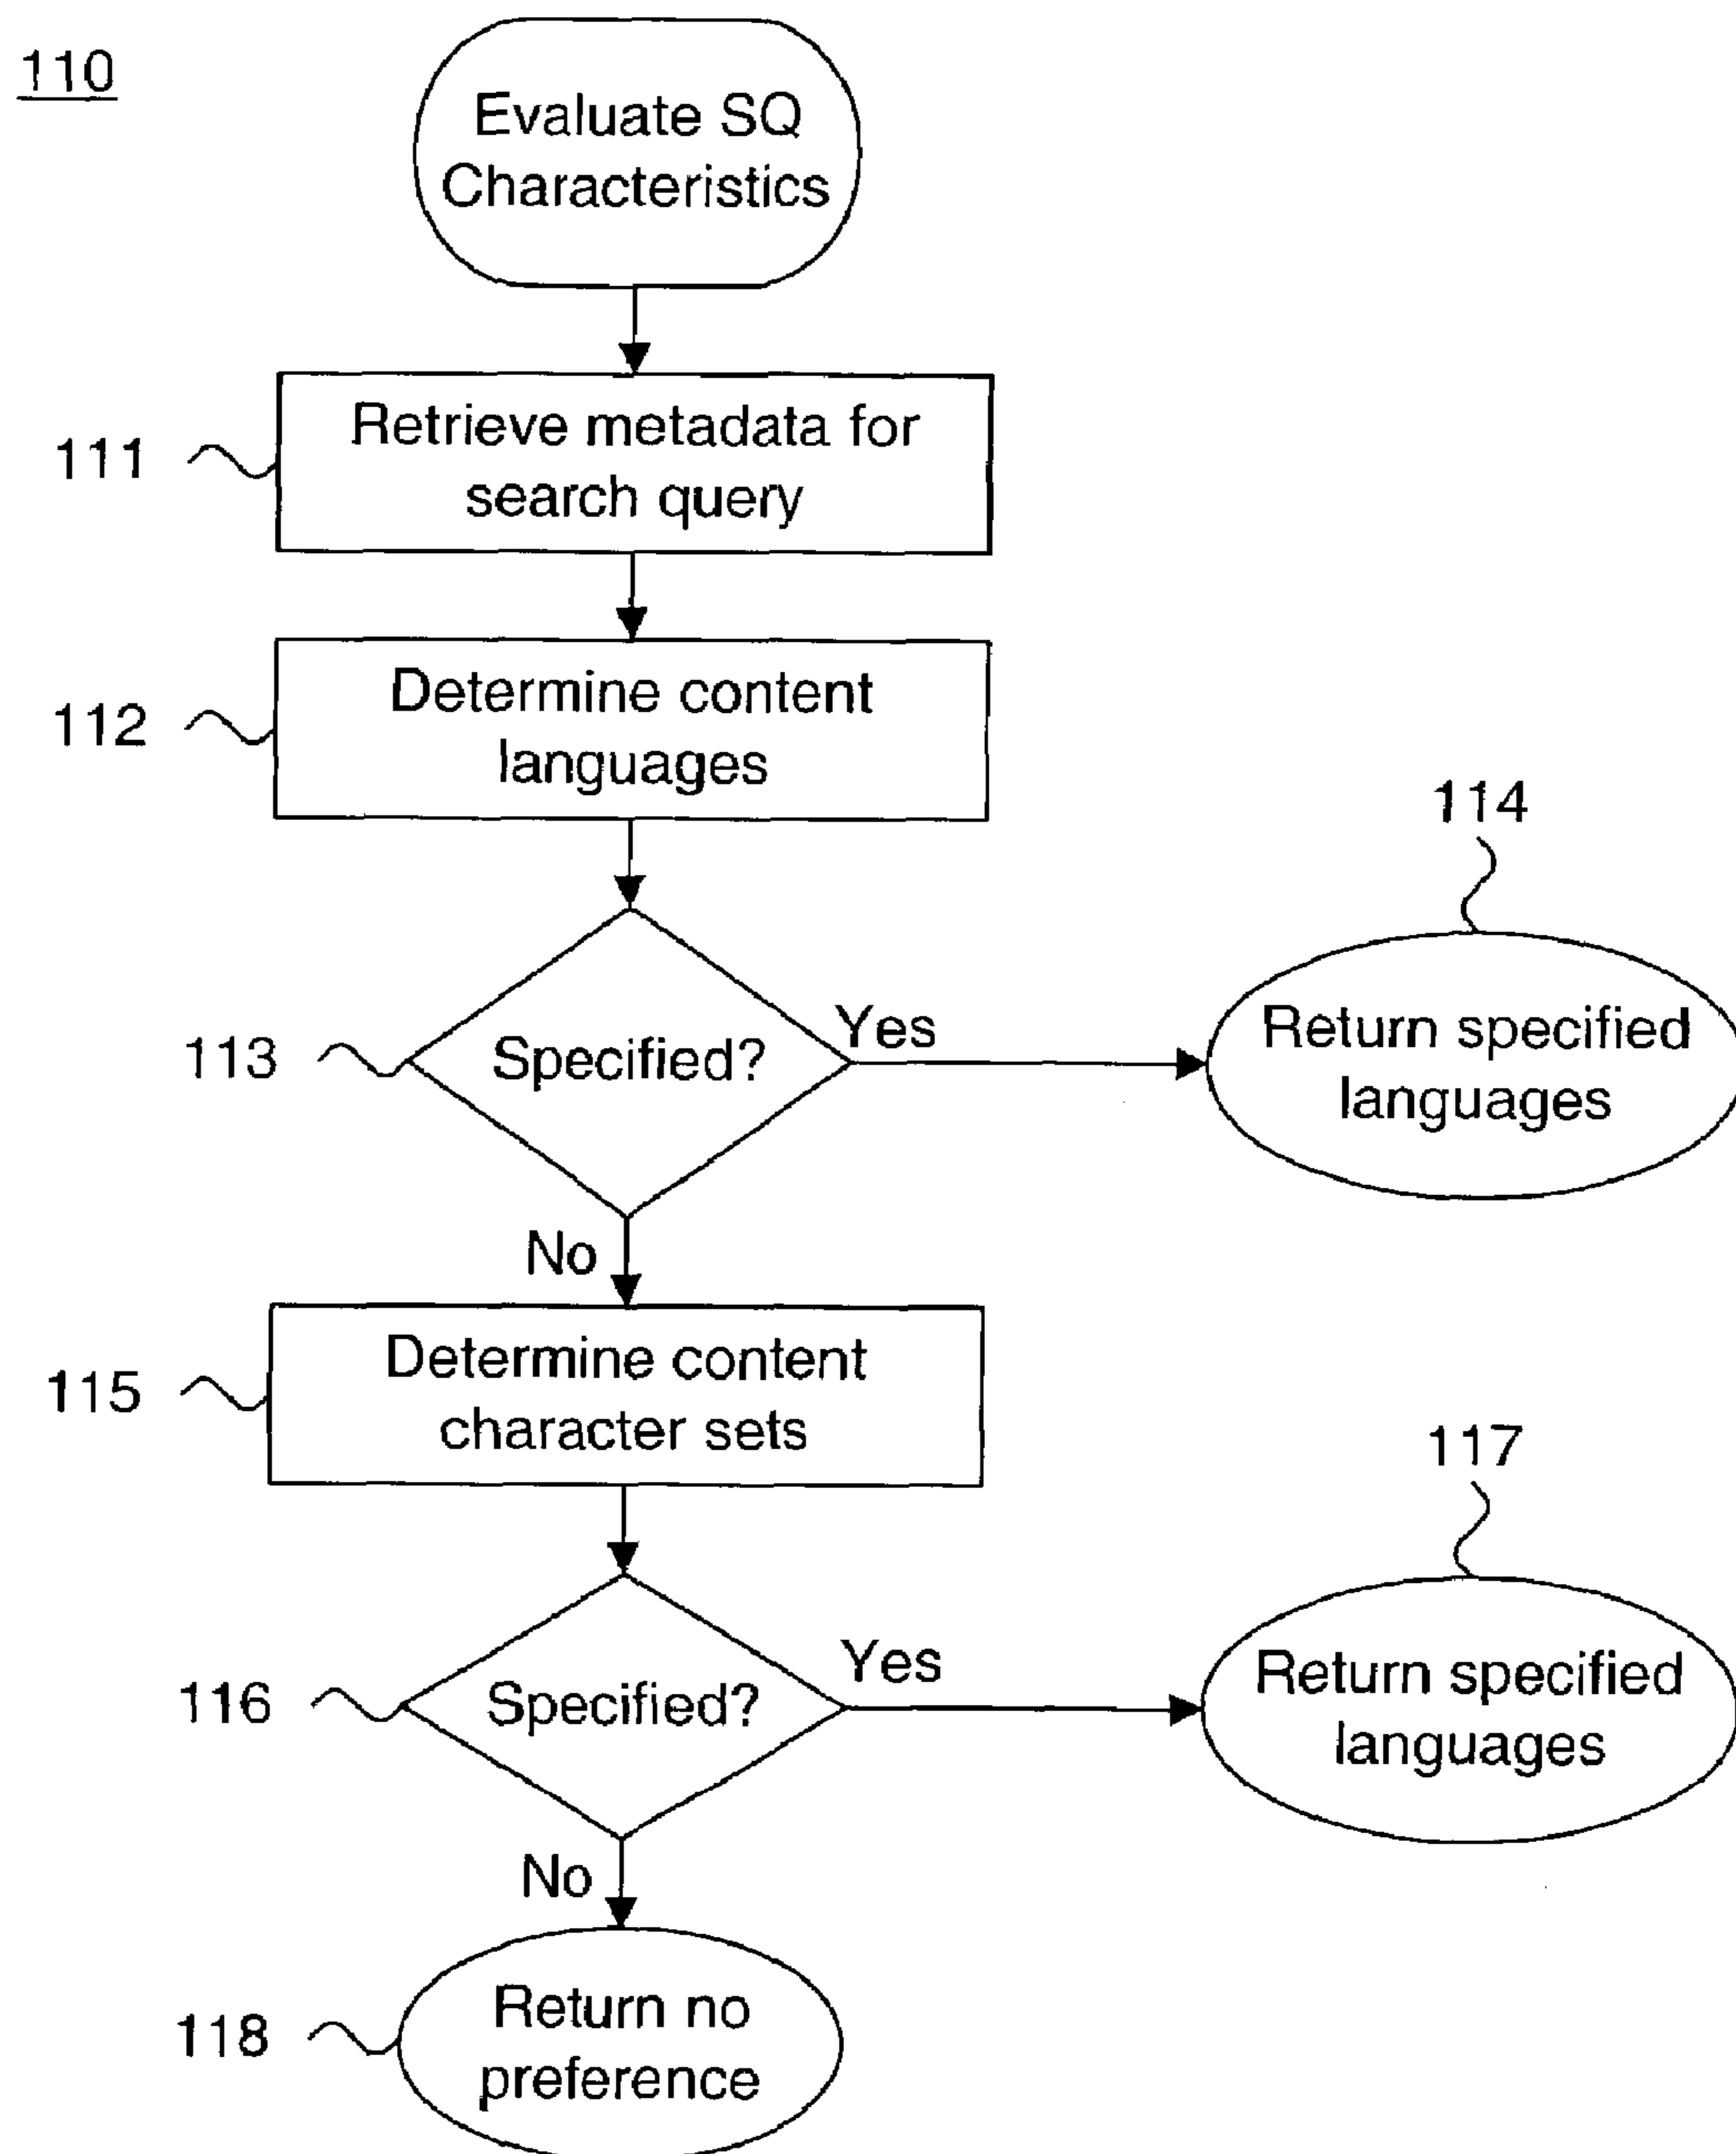 110
Evaluate SQ
Characteristics
111
Retrieve metadata for
search query
112
Determine content
languages
114
113
Specified?
Yes
Return specified
languages
No
115
Determine content
character sets
117
116
Specified?
Yes
Return specified
languages
No
118
Return no
preference